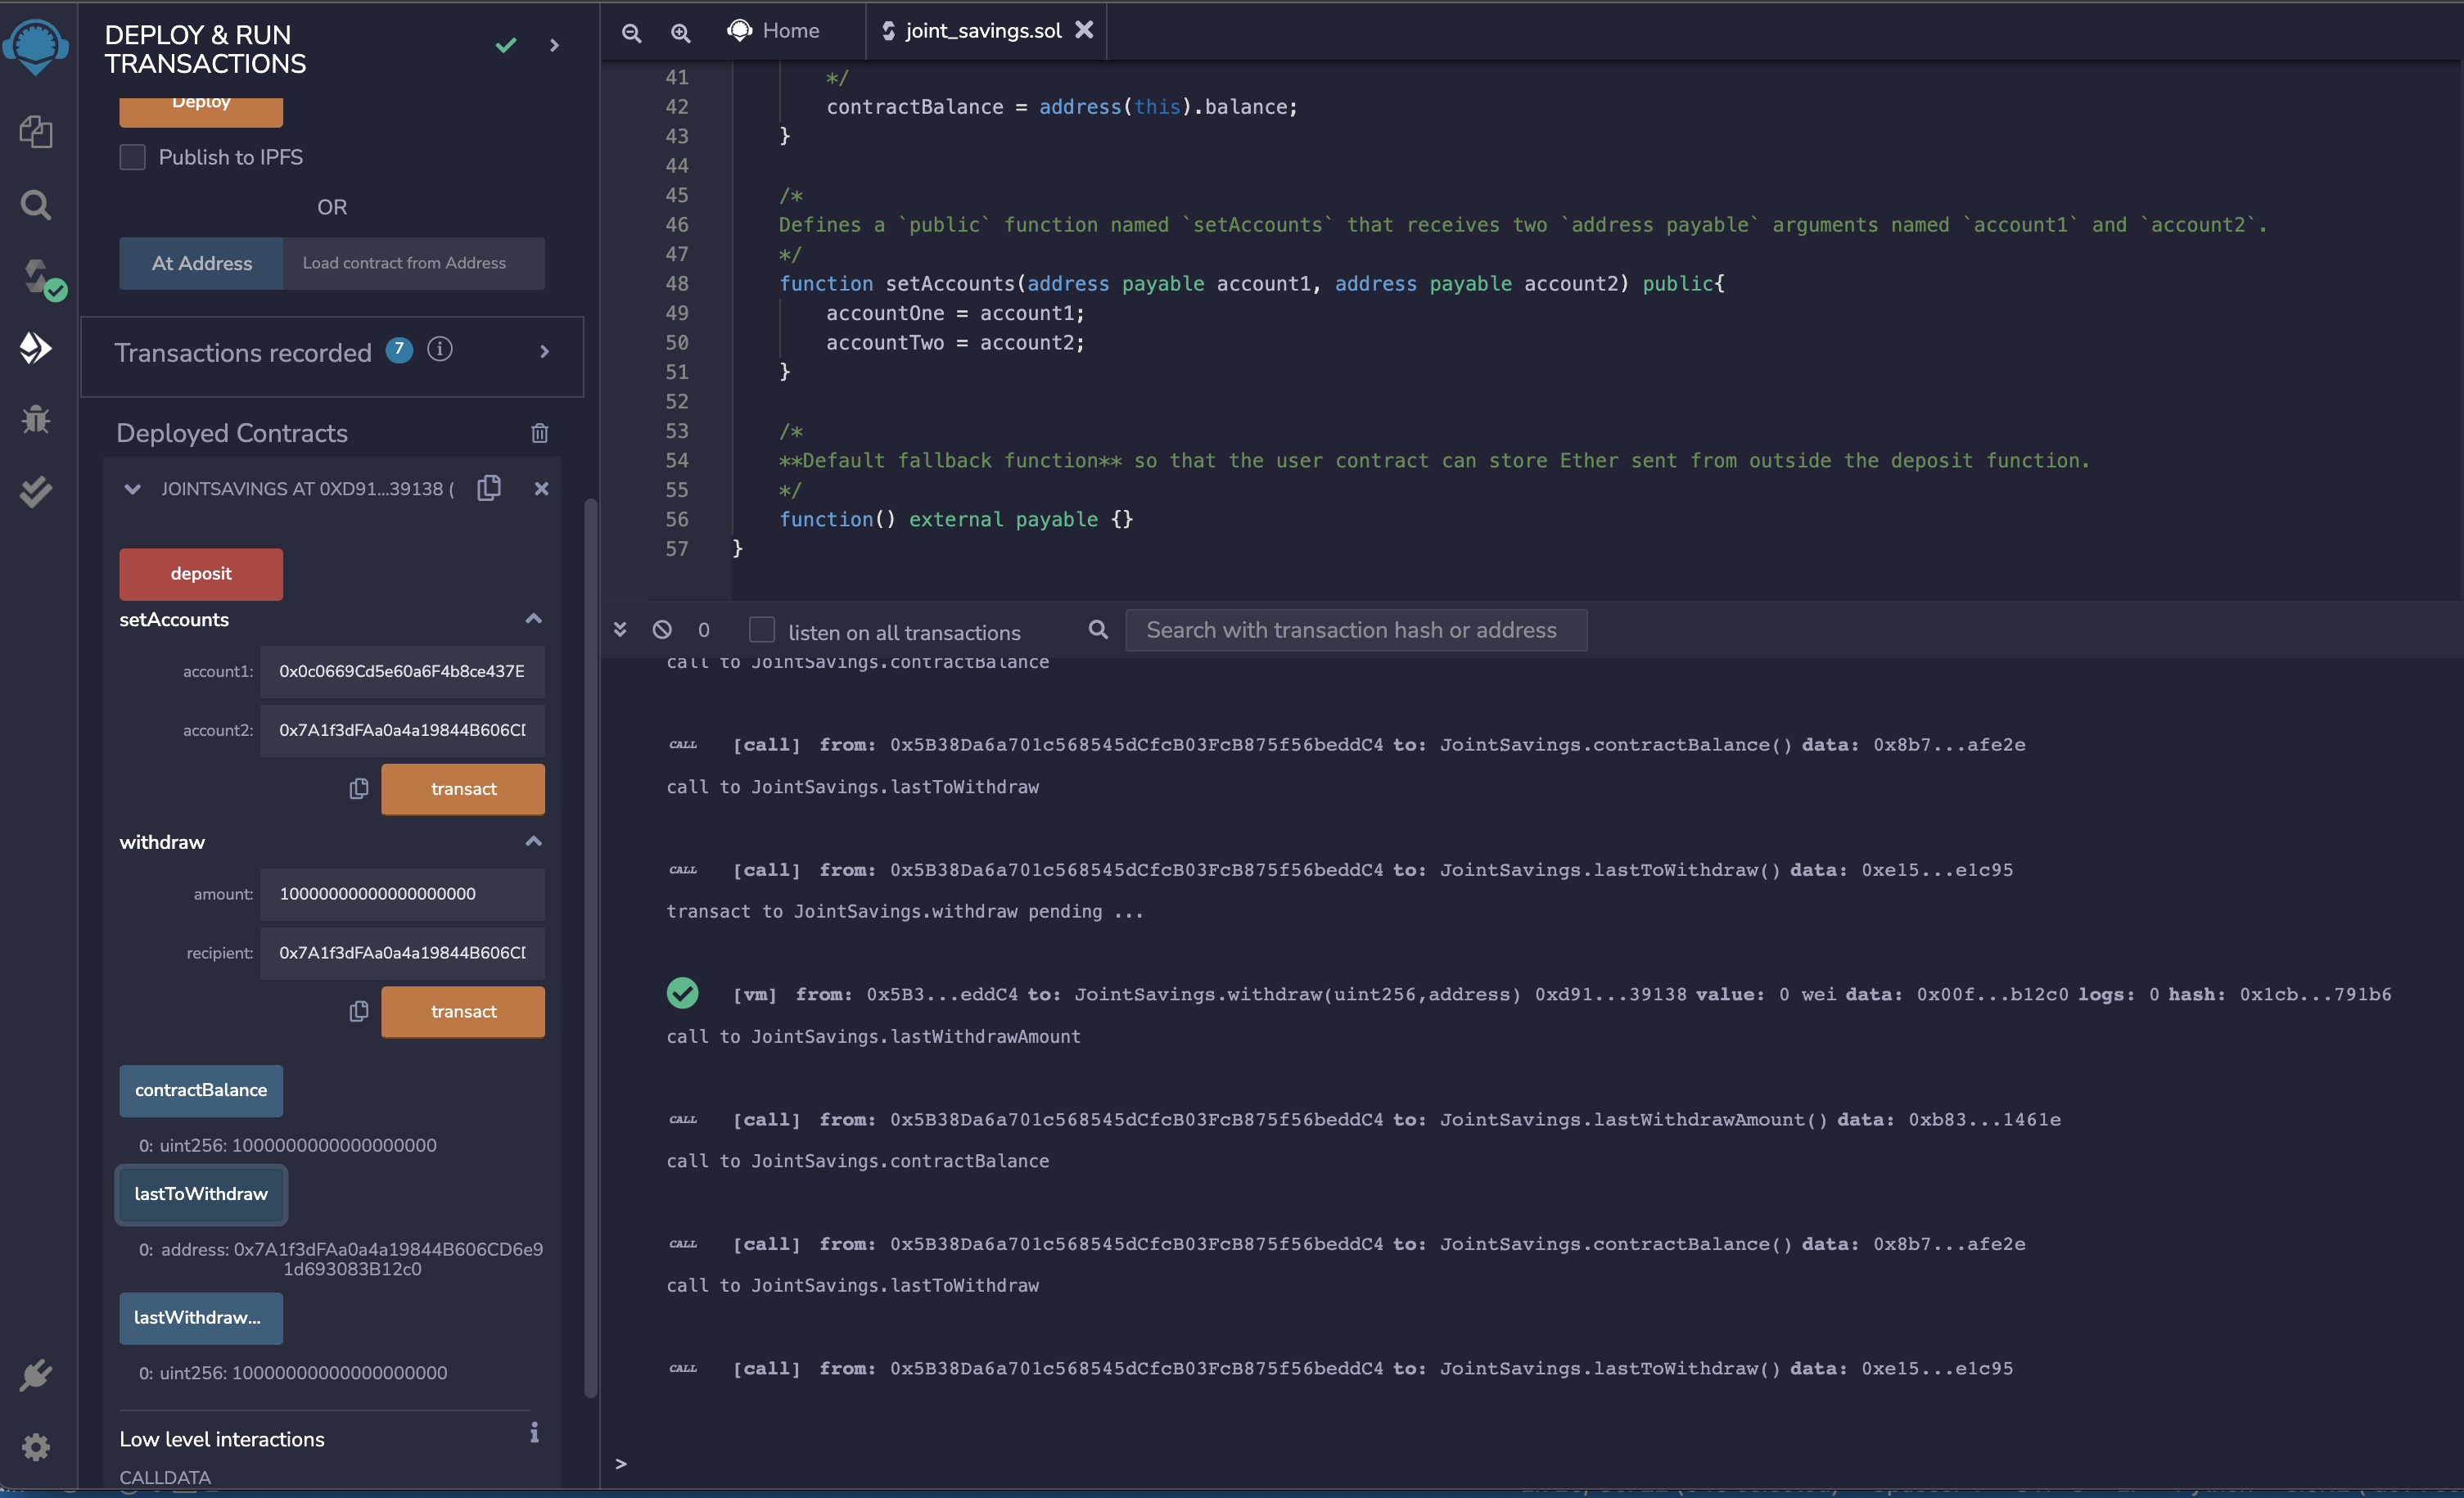 DEPLOY & RUN
TRANSACTIONS
Deploy
Publish to IPFS
OR
At Address
Load contract from Address
Transactions recorded 7 i
Deployed Contracts
JOINTSAVINGS AT 0XD91...39138 (
deposit
setAccounts
account1: 0x0c0669Cd5e60a6F4b8ce437E
account2: 0x7A1f3dFAa0a4a19844B606CD
transact
withdraw
amount: 10000000000000000000
recipient: 0x7A1f3dFAa0a4a19844B606CD
transact
contractBalance
0: uint256: 1000000000000000000
lastToWithdraw
0: address: 0x7A1f3dFAa0a4a19844B606CD6e9
1d693083B12c0
lastWithdraw...
0: uint256: 10000000000000000000
Low level interactions i
CALLDATA
Home joint_savings.sol
41 */
42 contractBalance = address(this).balance;
43 }
44
45 /*
46 Defines a `public` function named `setAccounts` that receives two `address payable` arguments named `account1` and `account2`.
47 */
48 function setAccounts(address payable account1, address payable account2) public{
49 accountOne = account1;
50 accountTwo = account2;
51 }
52
53 /*
54 **Default fallback function** so that the user contract can store Ether sent from outside the deposit function.
55 */
56 function() external payable {}
57 }
0 listen on all transactions Search with transaction hash or address
call to JointSavings.contractBalance
CALL [call] from: 0x5B38Da6a701c568545dCfcB03FcB875f56beddC4 to: JointSavings.contractBalance() data: 0x8b7...afe2e
call to JointSavings.lastToWithdraw
CALL [call] from: 0x5B38Da6a701c568545dCfcB03FcB875f56beddC4 to: JointSavings.lastToWithdraw() data: 0xe15...e1c95
transact to JointSavings.withdraw pending ...
[vm] from: 0x5B3...eddC4 to: JointSavings.withdraw(uint256,address) 0xd91...39138 value: 0 wei data: 0x00f...b12c0 logs: 0 hash: 0x1cb...791b6
call to JointSavings.lastWithdrawAmount
CALL [call] from: 0x5B38Da6a701c568545dCfcB03FcB875f56beddC4 to: JointSavings.lastWithdrawAmount() data: 0xb83...1461e
call to JointSavings.contractBalance
CALL [call] from: 0x5B38Da6a701c568545dCfcB03FcB875f56beddC4 to: JointSavings.contractBalance() data: 0x8b7...afe2e
call to JointSavings.lastToWithdraw
CALL [call] from: 0x5B38Da6a701c568545dCfcB03FcB875f56beddC4 to: JointSavings.lastToWithdraw() data: 0xe15...e1c95
>